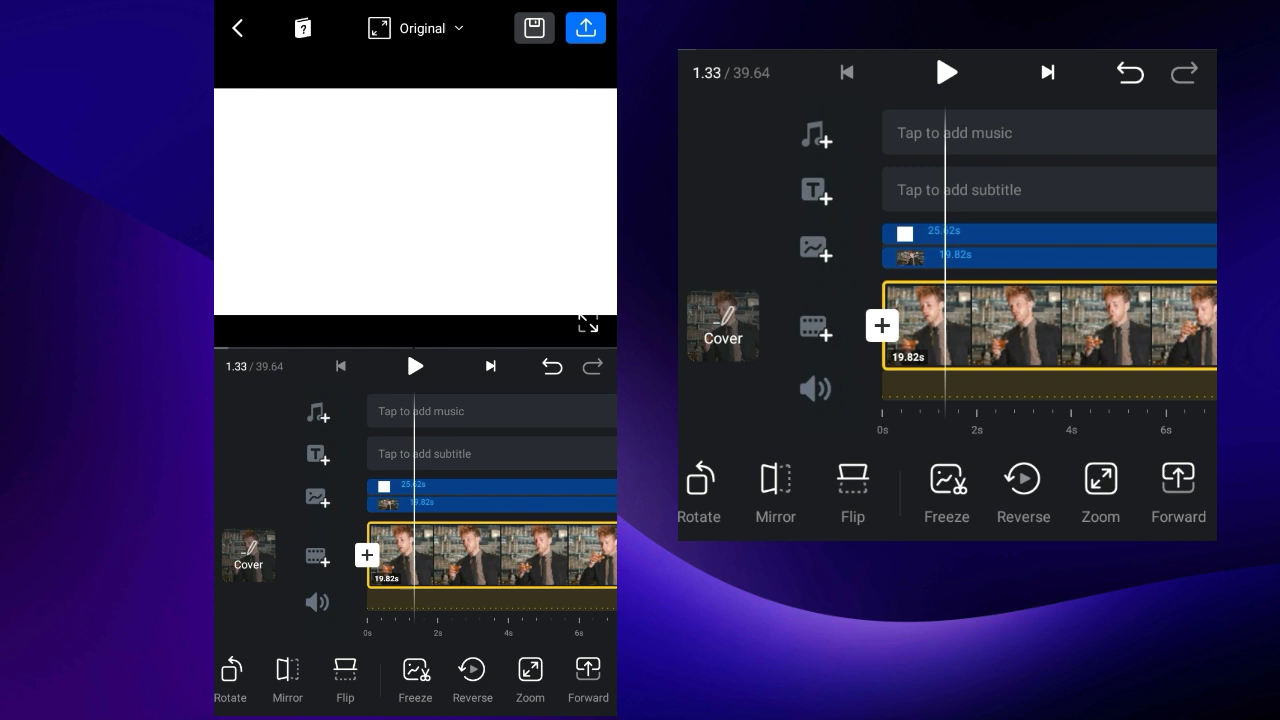 Original
1.33 / 39.64
Tap to add music
Tap to add subtitle
25.62s
19.82s
Cover
19.82s
0s 2s 4s 6s
Rotate Mirror Flip Freeze Reverse Zoom Forward
1.33 / 39.64
Tap to add music
Tap to add subtitle
25.62s
19.82s
Cover
19.82s
0s 2s 4s 6s
Rotate Mirror Flip Freeze Reverse Zoom Forward